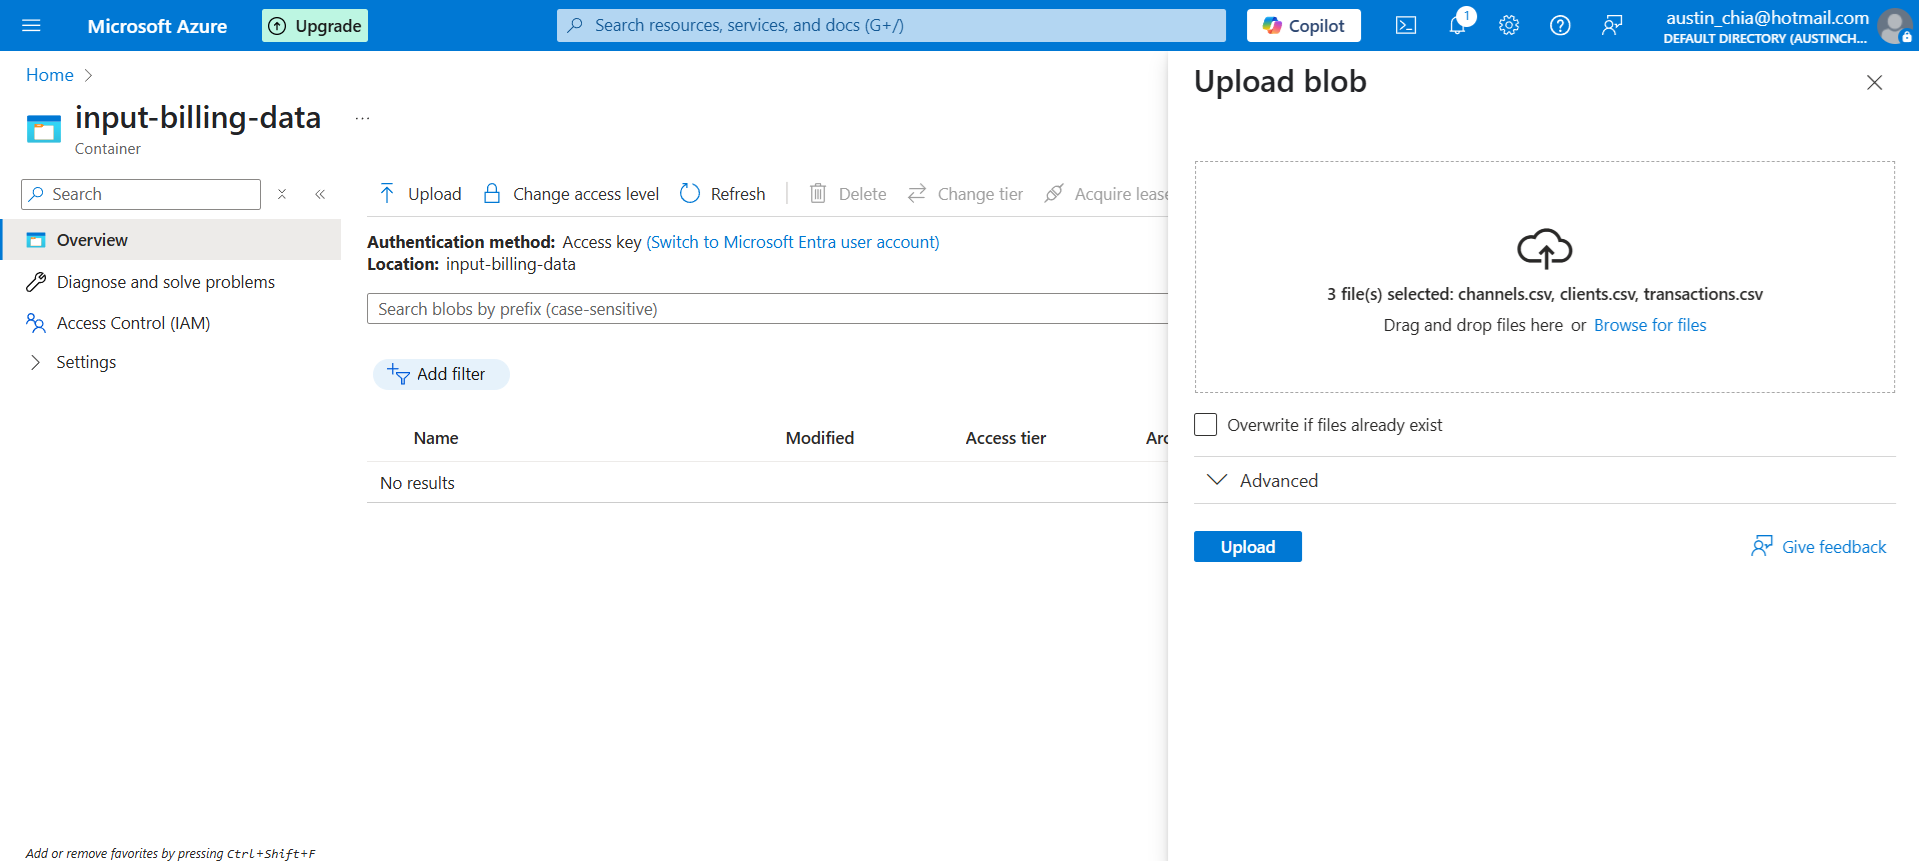 Microsoft Azure
Upgrade
Search resources, services, and docs (G+/)
Copilot
1
austin_chia@hotmail.com
DEFAULT DIRECTORY (AUSTINCH...
Home
input-billing-data
...
Container
Search
Overview
Diagnose and solve problems
Access Control (IAM)
Settings
Add or remove favorites by pressing Ctrl+Shift+F
Upload
Change access level
Refresh
Delete
Change tier
Acquire lease
Authentication method: Access key (Switch to Microsoft Entra user account)
Location: input-billing-data
Search blobs by prefix (case-sensitive)
Add filter
Name
Modified
Access tier
Arc
No results
Upload blob
3 file(s) selected: channels.csv, clients.csv, transactions.csv
Drag and drop files here or Browse for files
Overwrite if files already exist
Advanced
Upload
Give feedback